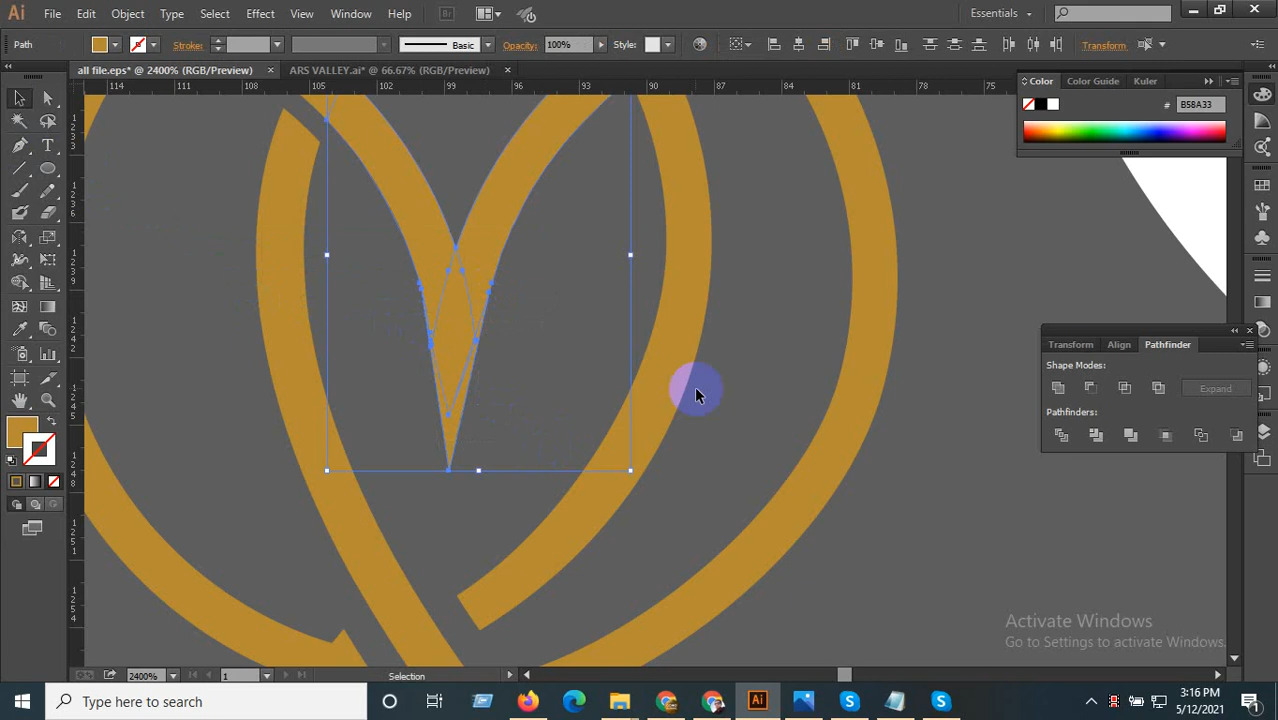 Ai File Edit Object Type Select Effect View Window Help Br Essentials
Path Stroke: Basic Opacity: 100% Style: Transform
all file.eps* @ 2400% (RGB/Preview) × ARS VALLEY.ai* @ 66.67% (RGB/Preview) ×
114 111 108 105 102 99 96 93 90 87 84 81 78 75
Color Color Guide Kuler
# B58A33
Transform Align Pathfinder
Shape Modes:
Expand
Pathfinders:
Activate Windows
Go to Settings to activate Windows.
2400% 1 Selection
Type here to search
3:16 PM
5/12/2021